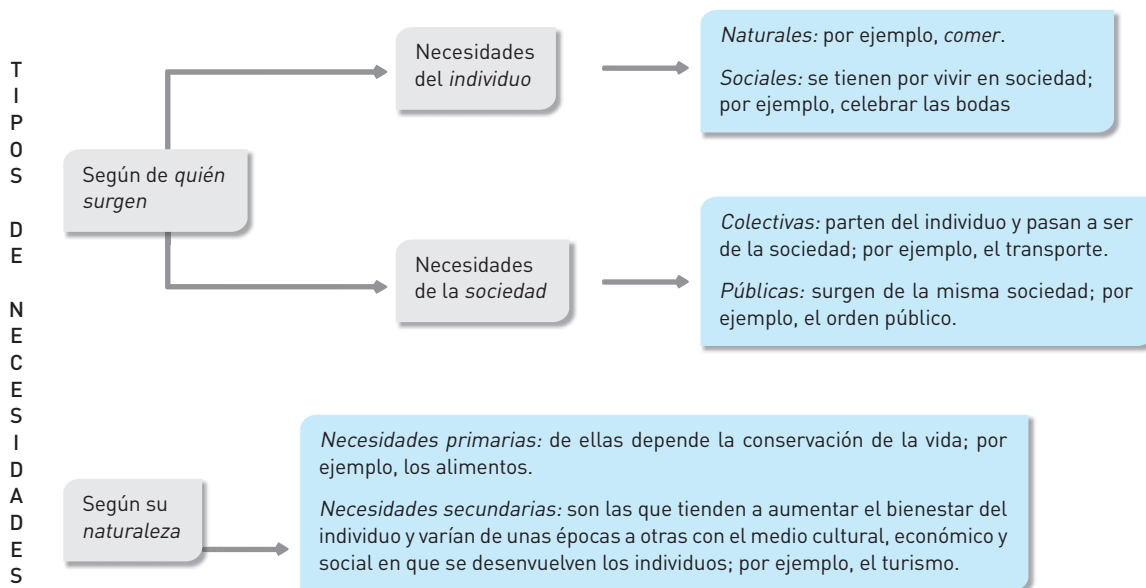 TIPOS DE NECESIDADES
Según de quién
surgen
Necesidades
del individuo
Naturales: por ejemplo, comer.
Sociales: se tienen por vivir en sociedad;
por ejemplo, celebrar las bodas
Necesidades
de la sociedad
Colectivas: parten del individuo y pasan a ser
de la sociedad; por ejemplo, el transporte.
Públicas: surgen de la misma sociedad; por
ejemplo, el orden público.
Según su
naturaleza
Necesidades primarias: de ellas depende la conservación de la vida; por
ejemplo, los alimentos.
Necesidades secundarias: son las que tienden a aumentar el bienestar del
individuo y varían de unas épocas a otras con el medio cultural, económico y
social en que se desenvuelven los individuos; por ejemplo, el turismo.